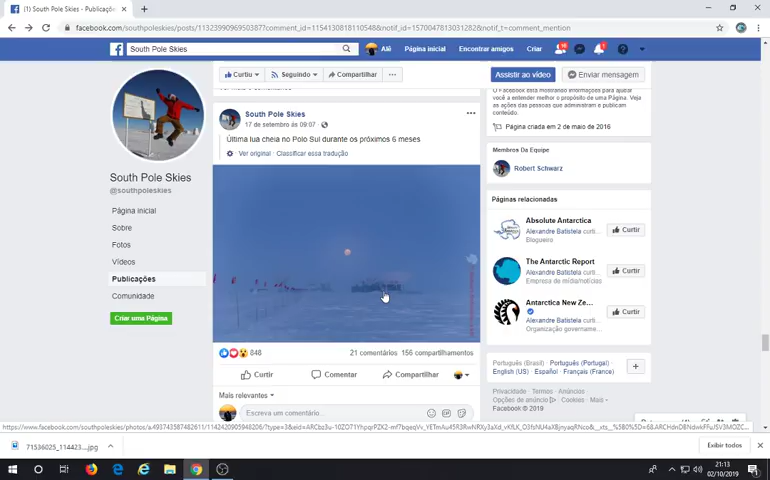 (1) South Pole Skies - Publicações
facebook.com/southpoleskies/posts/1132399096950387?comment_id=1154130818110548&notif_id=1570047813031282&notif_t=comment_mention
South Pole Skies
Alê
Página inicial
Encontrar amigos
Criar
Curtiu
Seguindo
Compartilhar
Assistir ao vídeo
Enviar mensagem
South Pole Skies
@southpoleskies
Página inicial
Sobre
Fotos
Vídeos
Publicações
Comunidade
Criar uma Página
South Pole Skies
17 de setembro às 09:07
Última lua cheia no Polo Sul durante os próximos 6 meses
Ver original · Classificar essa tradução
848
21 comentários 156 compartilhamentos
Curtir
Comentar
Compartilhar
Mais relevantes
Escreva um comentário...
O Facebook está mostrando informações para ajudar
você a entender melhor o propósito de uma Página. Veja
as ações das pessoas que administram e publicam
conteúdo.
Página criada em 2 de maio de 2016
Membros Da Equipe
Robert Schwarz
Páginas relacionadas
Absolute Antarctica
Alexandre Batistela curti...
Blogueiro
Curtir
The Antarctic Report
Alexandre Batistela curti...
Empresa de mídia/notícias
Curtir
Antarctica New Ze...
Alexandre Batistela curti...
Organização govername...
Curtir
Português (Brasil) · Português (Portugal) ·
English (US) · Español · Français (France)
Privacidade · Termos · Anúncios ·
Opções de anúncio · Cookies · Mais
Facebook © 2019
71536025_114423....jpg
Exibir todos
21:13
02/10/2019